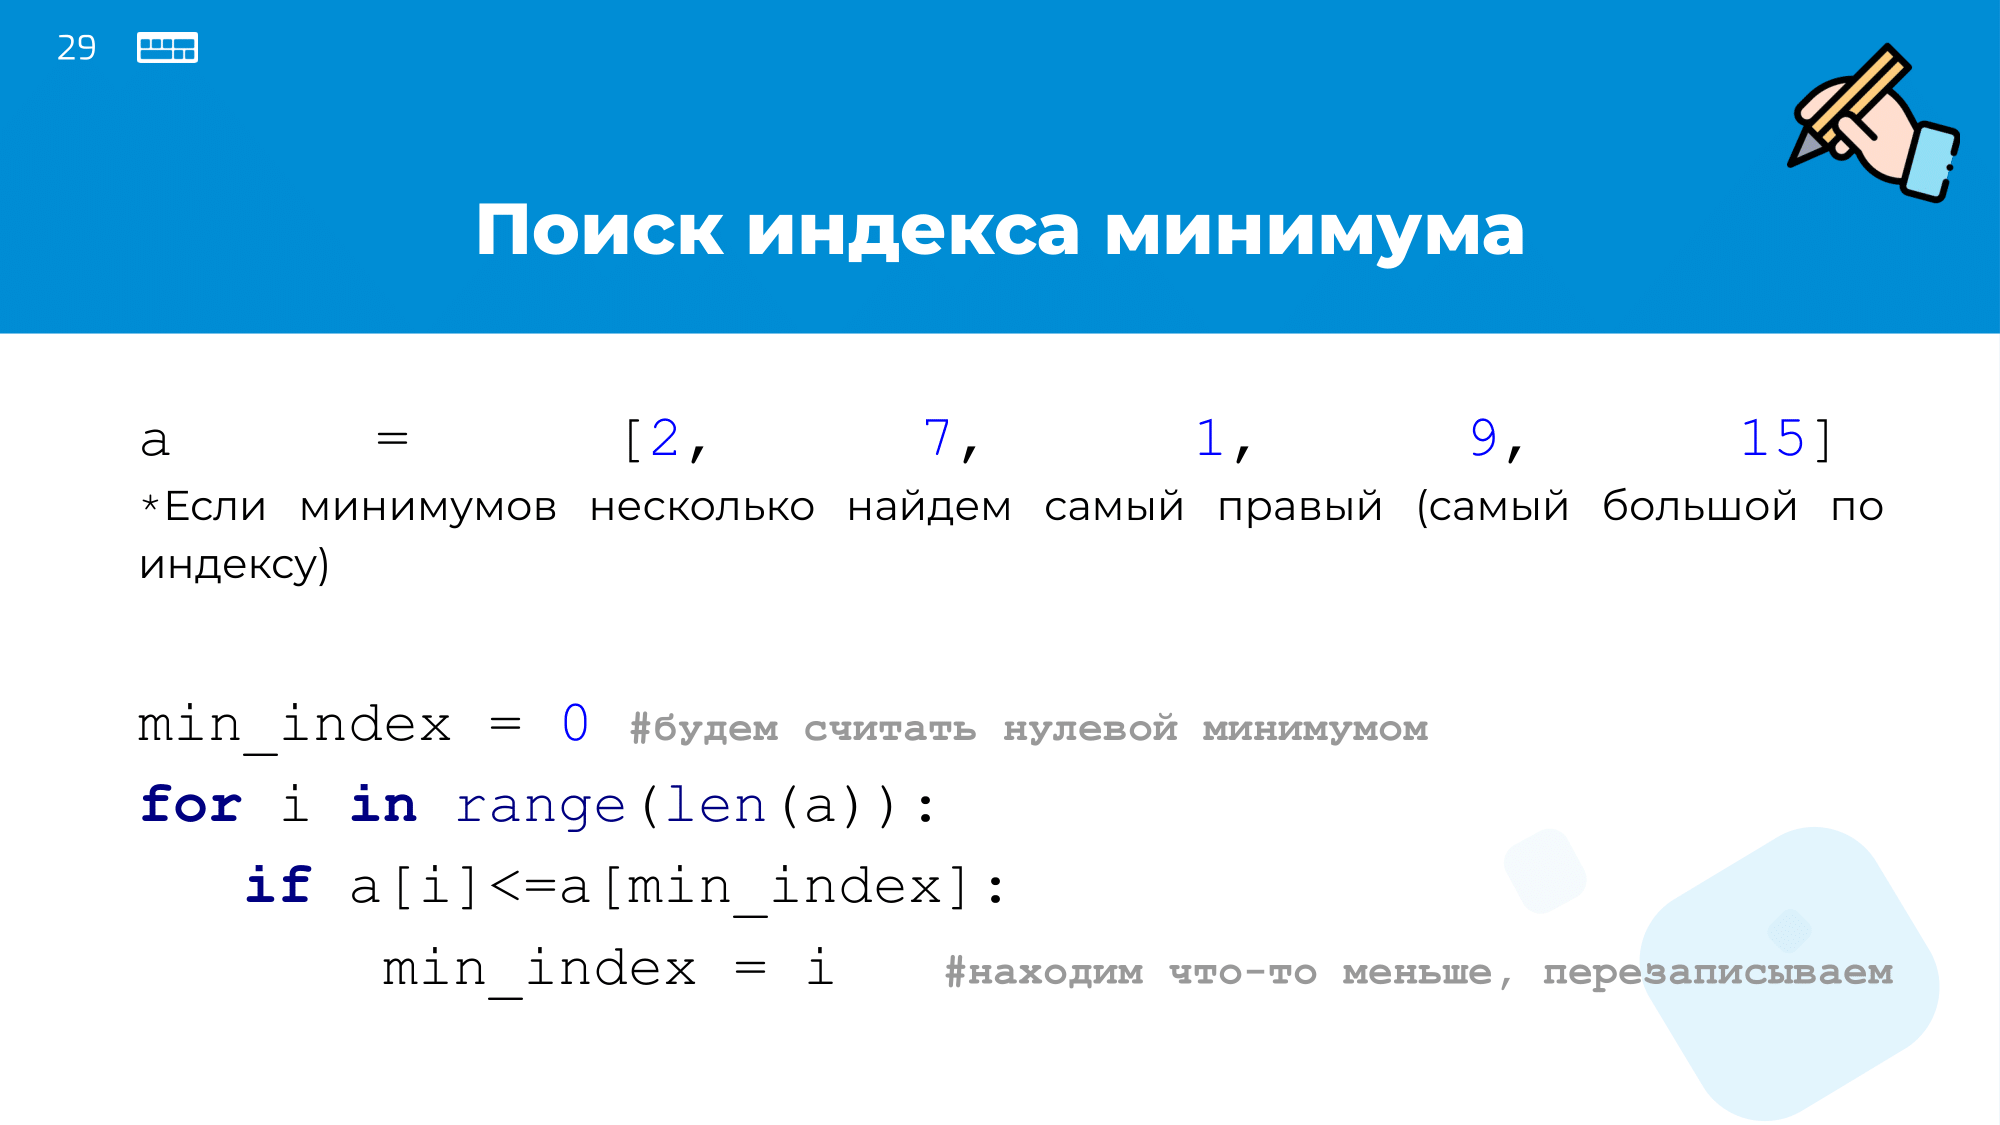 29
Поиск индекса минимума
a = [2, 7, 1, 9, 15]
*Если минимумов несколько найдем самый правый (самый большой по
индексу)
min_index = 0 #будем считать нулевой минимумом
for i in range(len(a)):
if a[i]<=a[min_index]:
min_index = i #находим что-то меньше, перезаписываем